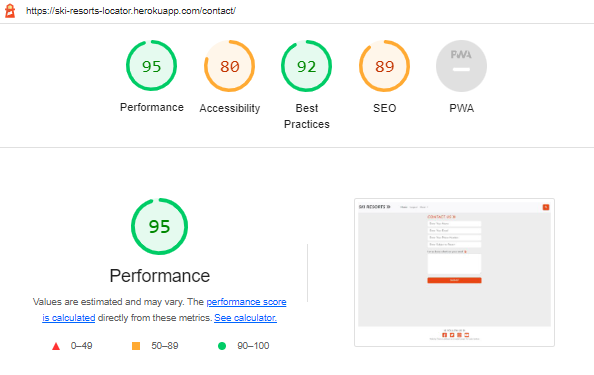 https://ski-resorts-locator.herokuapp.com/contact/
95
80
92
89
PWA
Performance
Accessibility
Best
Practices
SEO
PWA
95
Performance
Values are estimated and may vary. The performance score
is calculated directly from these metrics. See calculator.
0–49
50–89
90–100
SKI RESORTS
CONTACT US